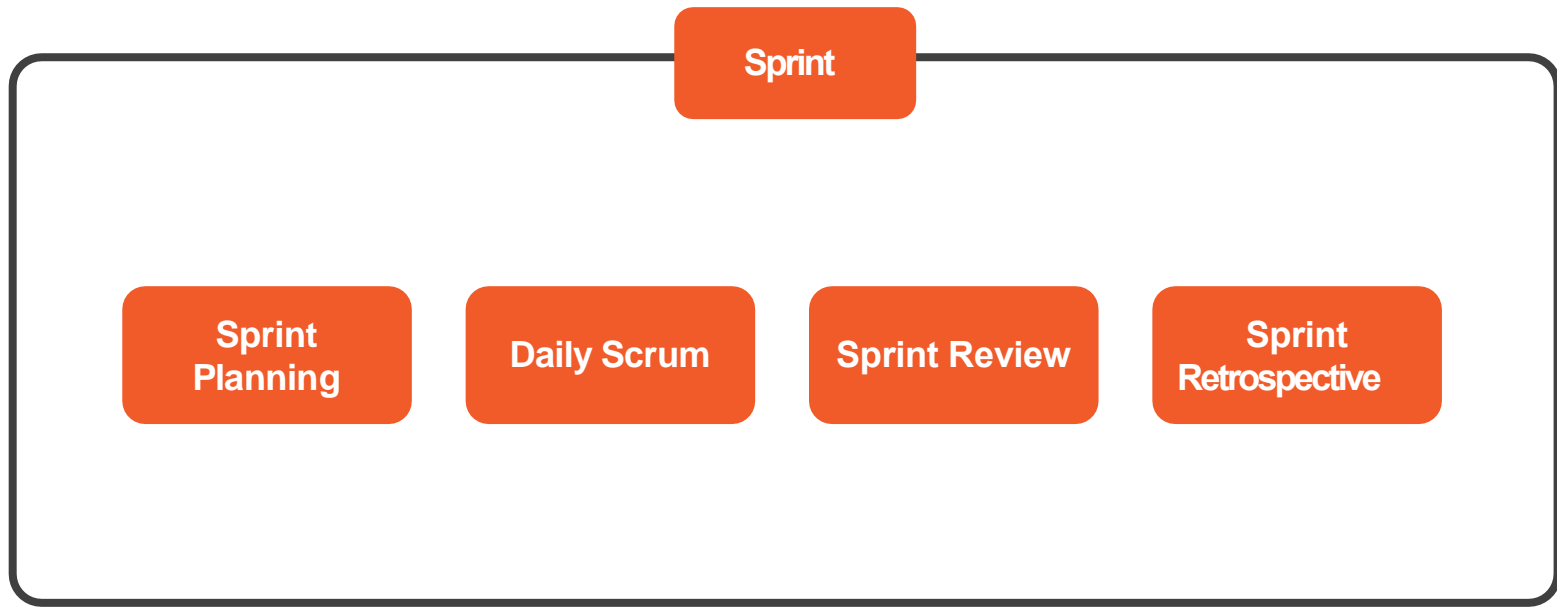 Sprint
Sprint
Planning
Daily Scrum
Sprint Review
Sprint
Retrospective